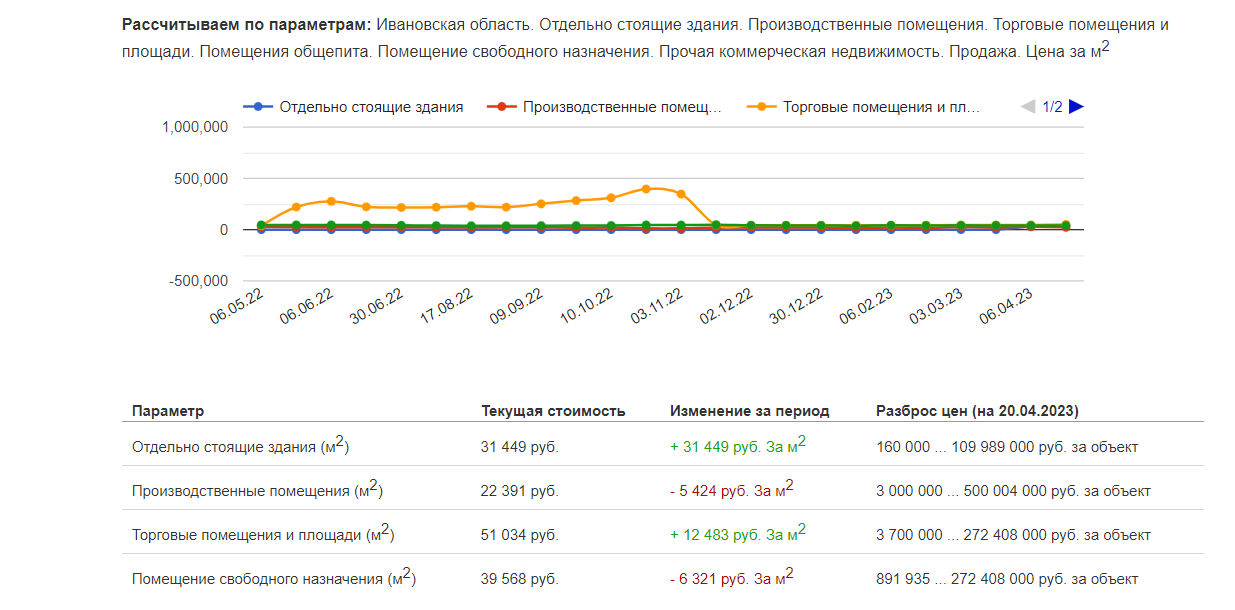 Рассчитываем по параметрам: Ивановская область. Отдельно стоящие здания. Производственные помещения. Торговые помещения и
площади. Помещения общепита. Помещение свободного назначения. Прочая коммерческая недвижимость. Продажа. Цена за м2
Отдельно стоящие здания Производственные помещ… Торговые помещения и пл… 1/2
1,000,000
500,000
0
-500,000
06.05.22 06.06.22 30.06.22 17.08.22 09.09.22 10.10.22 03.11.22 02.12.22 30.12.22 06.02.23 03.03.23 06.04.23
Параметр Текущая стоимость Изменение за период Разброс цен (на 20.04.2023)
Отдельно стоящие здания (м2) 31 449 руб. + 31 449 руб. За м2 160 000 ... 109 989 000 руб. за объект
Производственные помещения (м2) 22 391 руб. - 5 424 руб. За м2 3 000 000 ... 500 004 000 руб. за объект
Торговые помещения и площади (м2) 51 034 руб. + 12 483 руб. За м2 3 700 000 ... 272 408 000 руб. за объект
Помещение свободного назначения (м2) 39 568 руб. - 6 321 руб. За м2 891 935 ... 272 408 000 руб. за объект